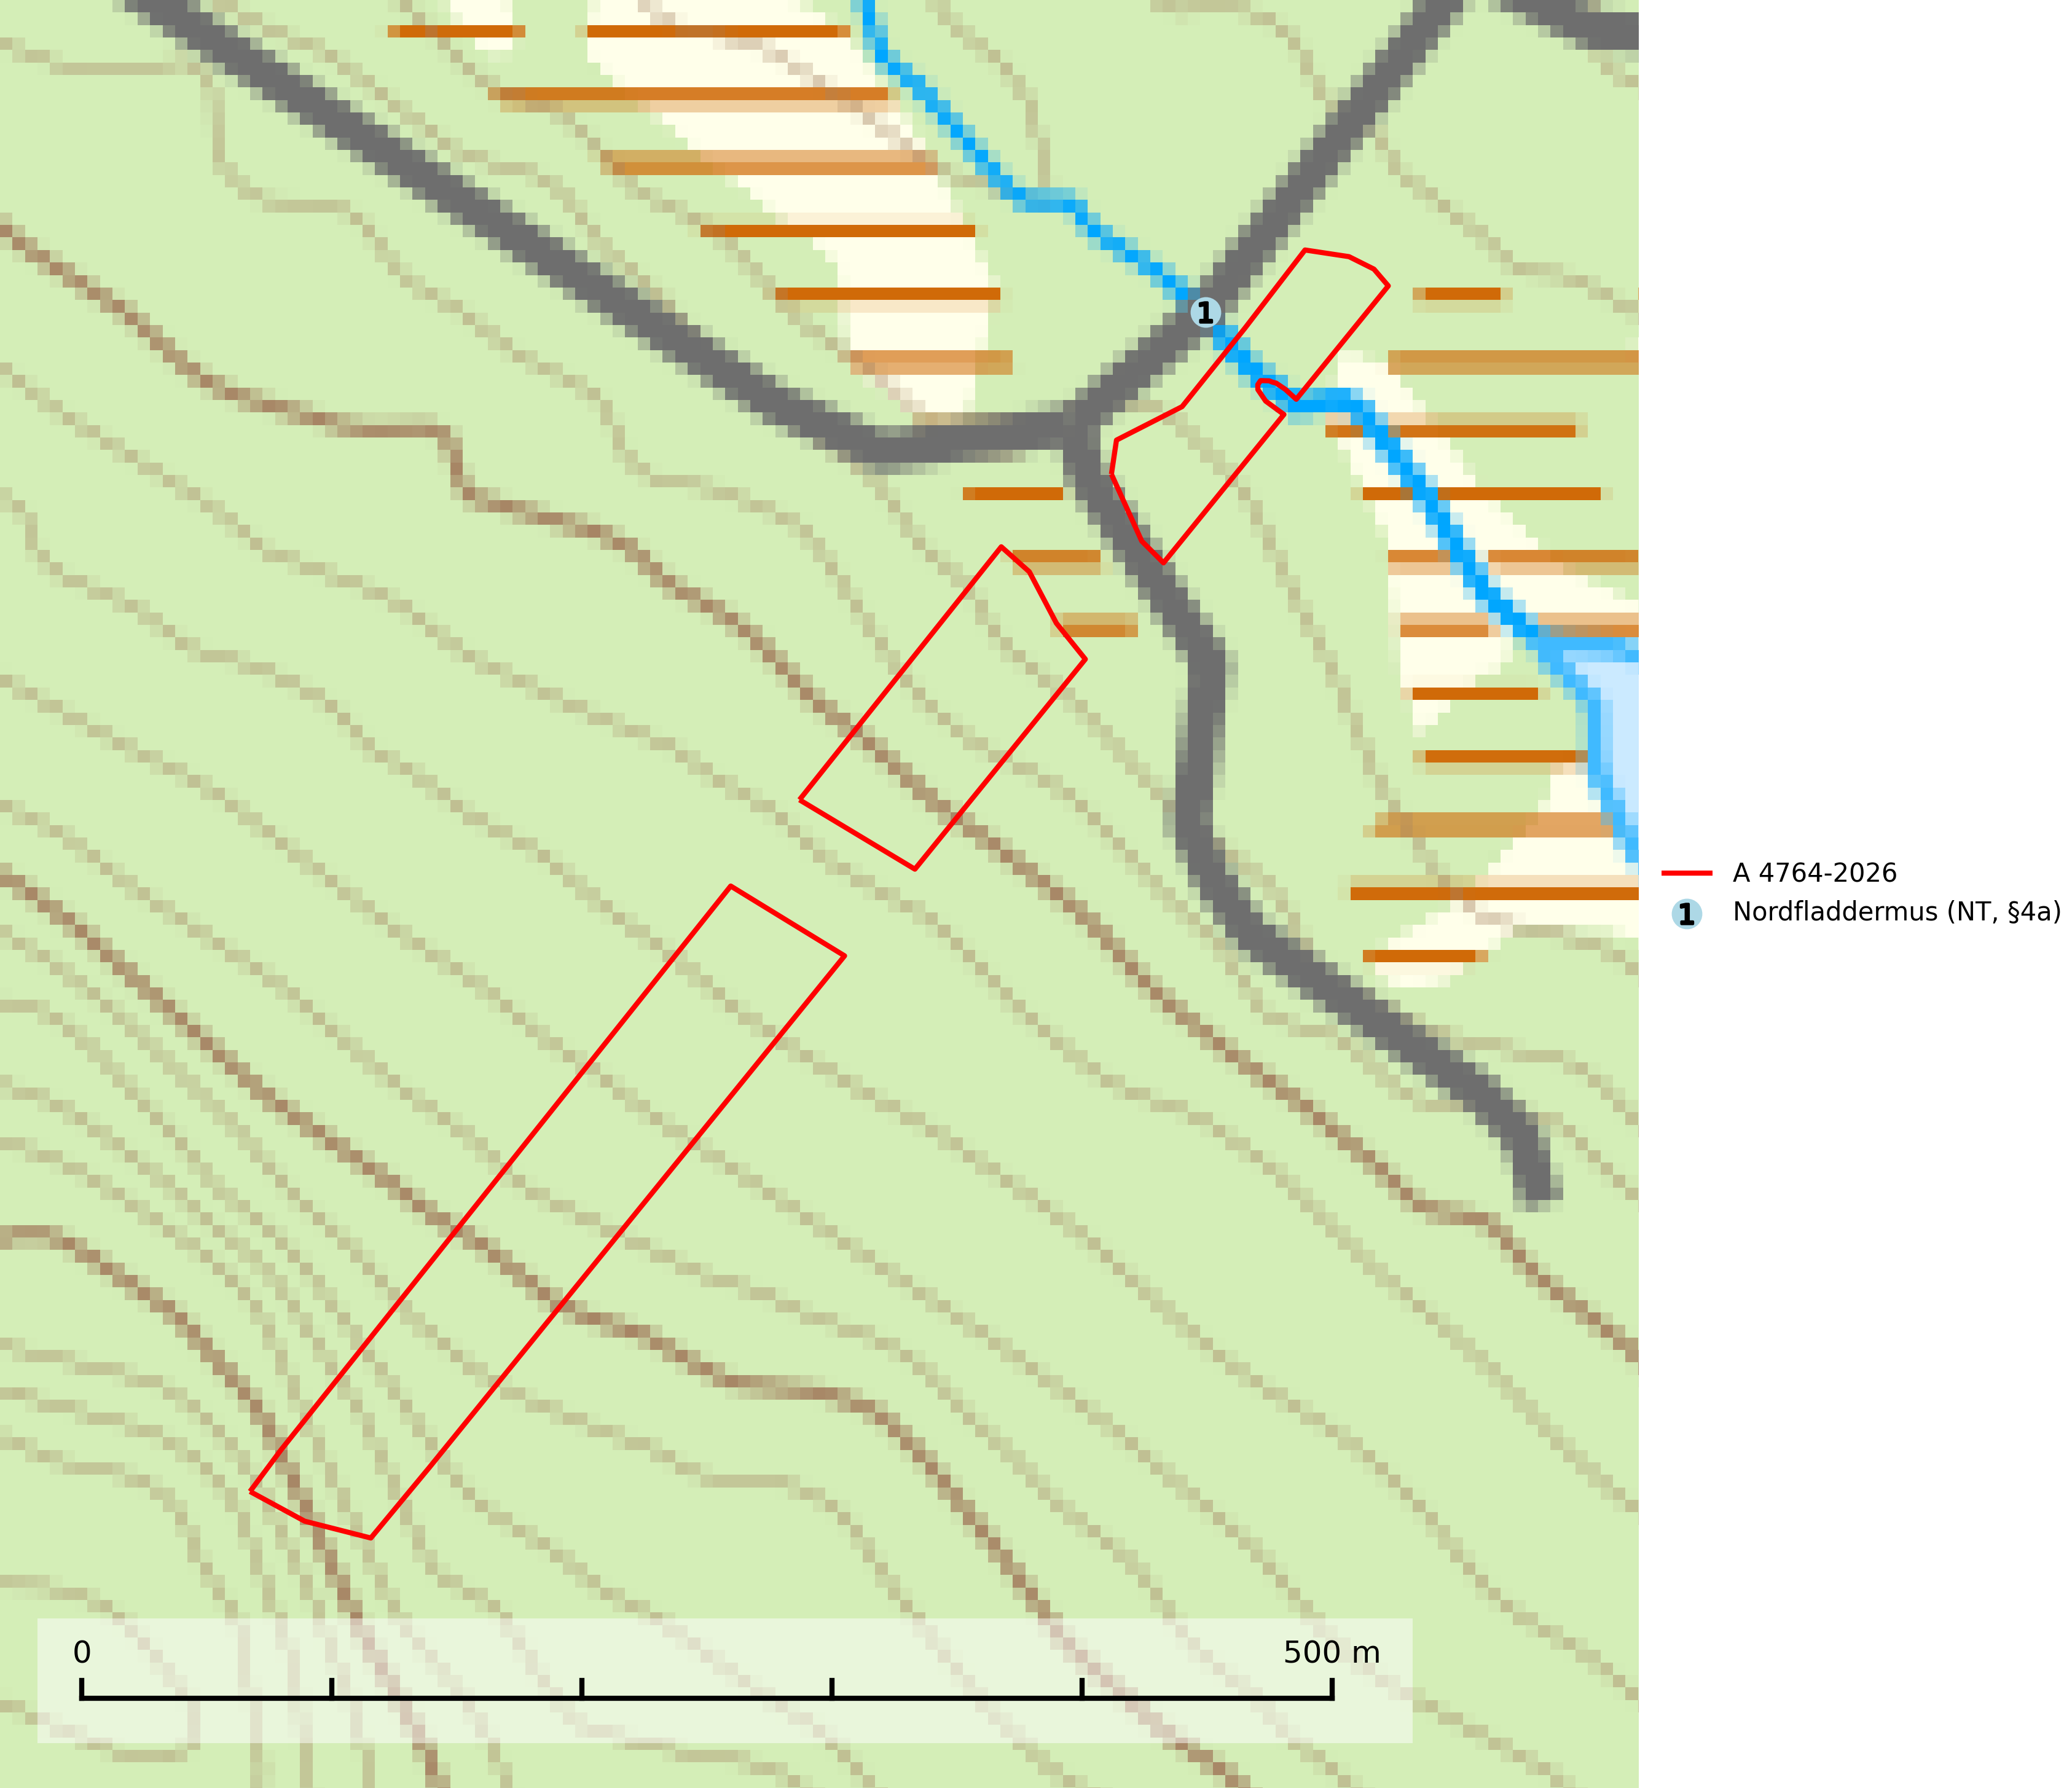 1
A 4764-2026
1 Nordfladdermus (NT, §4a)
0 500 m